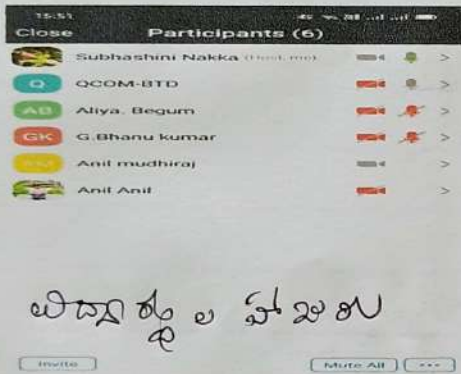 15:51
Close Participants (6)
Subhashini Nakka (Host, me)
Q QCOM-BTD
AB Aliya. Begum
GK G.Bhanu kumar
AM Anil mudhiraj
Anil Anil
విద్యార్థుల హాజరు
Invite Mute All ...